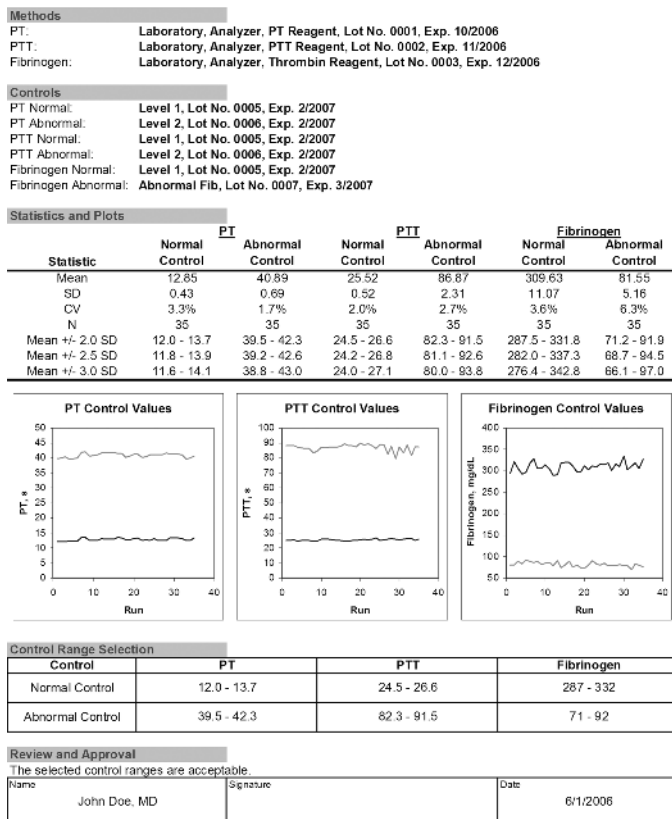 Methods
PT: Laboratory, Analyzer, PT Reagent, Lot No. 0001, Exp. 10/2006
PTT: Laboratory, Analyzer, PTT Reagent, Lot No. 0002, Exp. 11/2006
Fibrinogen: Laboratory, Analyzer, Thrombin Reagent, Lot No. 0003, Exp. 12/2006
Controls
PT Normal: Level 1, Lot No. 0005, Exp. 2/2007
PT Abnormal: Level 2, Lot No. 0006, Exp. 2/2007
PTT Normal: Level 1, Lot No. 0005, Exp. 2/2007
PTT Abnormal: Level 2, Lot No. 0006, Exp. 2/2007
Fibrinogen Normal: Level 1, Lot No. 0005, Exp. 2/2007
Fibrinogen Abnormal: Abnormal Fib, Lot No. 0007, Exp. 3/2007
Statistics and Plots
PT PTT Fibrinogen
Normal Abnormal Normal Abnormal Normal Abnormal
Statistic Control Control Control Control Control Control
Mean 12.85 40.89 25.52 86.87 309.63 81.55
SD 0.43 0.69 0.52 2.31 11.07 5.16
CV 3.3% 1.7% 2.0% 2.7% 3.6% 6.3%
N 35 35 35 35 35 35
Mean +/- 2.0 SD 12.0 - 13.7 39.5 - 42.3 24.5 - 26.6 82.3 - 91.5 287.5 - 331.8 71.2 - 91.9
Mean +/- 2.5 SD 11.8 - 13.9 39.2 - 42.6 24.2 - 26.8 81.1 - 92.6 282.0 - 337.3 68.7 - 94.5
Mean +/- 3.0 SD 11.6 - 14.1 38.8 - 43.0 24.0 - 27.1 80.0 - 93.8 276.4 - 342.8 66.1 - 97.0
PT Control Values
50
45
40
35
30
25
20
15
10
5
0
PT, s
0 10 20 30 40
Run
PTT Control Values
100
90
80
70
60
50
40
30
20
10
0
PTT, s
0 10 20 30 40
Run
Fibrinogen Control Values
400
350
300
250
200
150
100
50
Fibrinogen, mg/dL
0 10 20 30 40
Run
Control Range Selection
Control PT PTT Fibrinogen
Normal Control 12.0 - 13.7 24.5 - 26.6 287 - 332
Abnormal Control 39.5 - 42.3 82.3 - 91.5 71 - 92
Review and Approval
The selected control ranges are acceptable.
Name Signature Date
John Doe, MD 6/1/2006